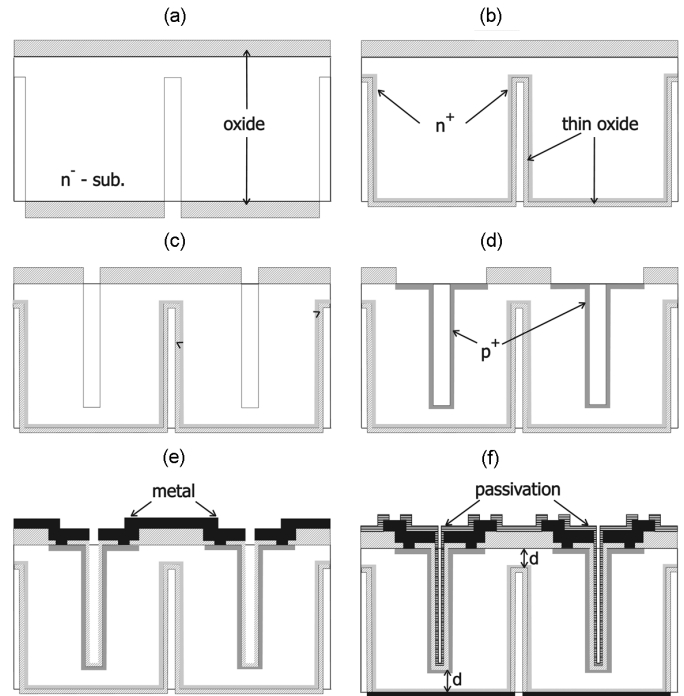 (a)
(b)
oxide
n⁻ - sub.
n⁺
thin oxide
(c)
(d)
p⁺
(e)
(f)
metal
passivation
d
d